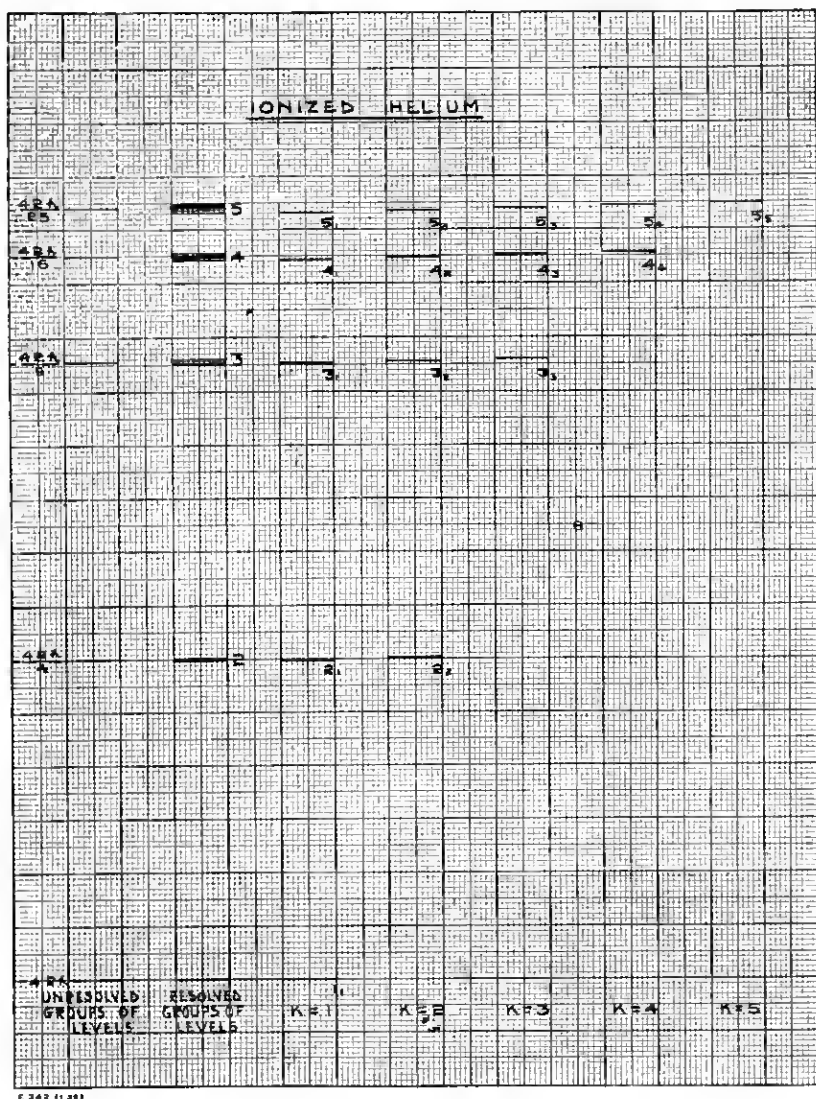 IONIZED HELIUM
4Rh
25
5
5₁ 5₂ 5₃ 5₄ 5₅
4Rh
16
4
4₁ 4₂ 4₃ 4₄
4Rh
9
3
3₁ 3₂ 3₃
4Rh
4
2
2₁ 2₂
4Rh
1₁
UNRESOLVED GROUPS OF LEVELS
RESOLVED GROUPS OF LEVELS
K=1 K=2 K=3 K=4 K=5